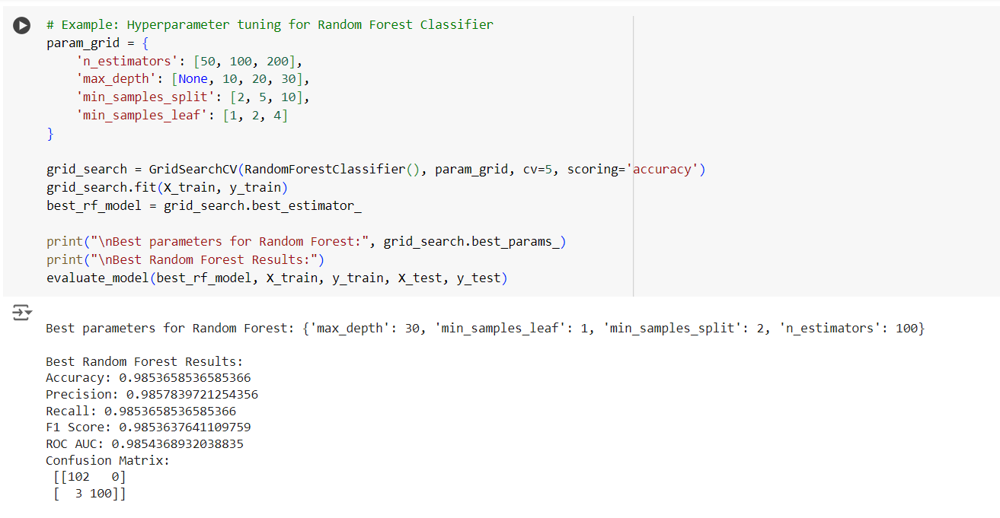 # Example: Hyperparameter tuning for Random Forest Classifier
param_grid = {
    'n_estimators': [50, 100, 200],
    'max_depth': [None, 10, 20, 30],
    'min_samples_split': [2, 5, 10],
    'min_samples_leaf': [1, 2, 4]
}

grid_search = GridSearchCV(RandomForestClassifier(), param_grid, cv=5, scoring='accuracy')
grid_search.fit(X_train, y_train)
best_rf_model = grid_search.best_estimator_

print("\nBest parameters for Random Forest:", grid_search.best_params_)
print("\nBest Random Forest Results:")
evaluate_model(best_rf_model, X_train, y_train, X_test, y_test)

Best parameters for Random Forest: {'max_depth': 30, 'min_samples_leaf': 1, 'min_samples_split': 2, 'n_estimators': 100}

Best Random Forest Results:
Accuracy: 0.9853658536585366
Precision: 0.9857839721254356
Recall: 0.9853658536585366
F1 Score: 0.9853637641109759
ROC AUC: 0.9854368932038835
Confusion Matrix:
 [[102   0]
 [  3 100]]